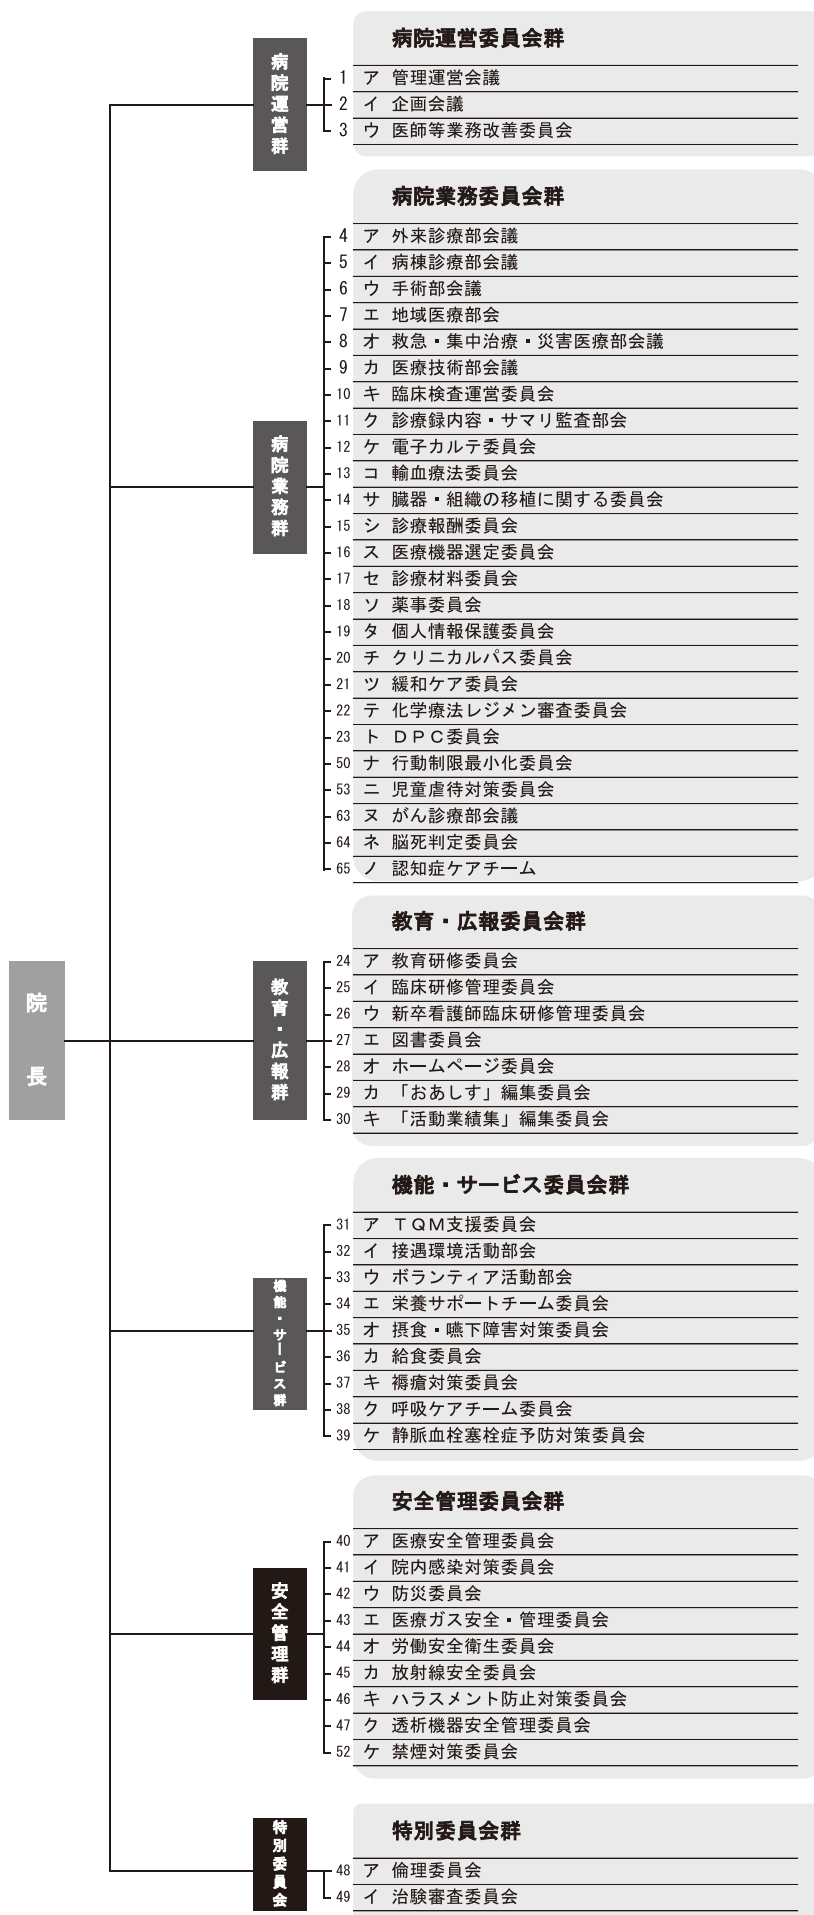 院長
病院運営群
病院運営委員会群
1 ア 管理運営会議
2 イ 企画会議
3 ウ 医師等業務改善委員会
病院業務群
病院業務委員会群
4 ア 外来診療部会議
5 イ 病棟診療部会議
6 ウ 手術部会議
7 エ 地域医療部会
8 オ 救急・集中治療・災害医療部会議
9 カ 医療技術部会議
10 キ 臨床検査運営委員会
11 ク 診療録内容・サマリ監査部会
12 ケ 電子カルテ委員会
13 コ 輸血療法委員会
14 サ 臓器・組織の移植に関する委員会
15 シ 診療報酬委員会
16 ス 医療機器選定委員会
17 セ 診療材料委員会
18 ソ 薬事委員会
19 タ 個人情報保護委員会
20 チ クリニカルパス委員会
21 ツ 緩和ケア委員会
22 テ 化学療法レジメン審査委員会
23 ト ＤＰＣ委員会
50 ナ 行動制限最小化委員会
53 ニ 児童虐待対策委員会
63 ヌ がん診療部会議
64 ネ 脳死判定委員会
65 ノ 認知症ケアチーム
教育・広報群
教育・広報委員会群
24 ア 教育研修委員会
25 イ 臨床研修管理委員会
26 ウ 新卒看護師臨床研修管理委員会
27 エ 図書委員会
28 オ ホームページ委員会
29 カ 「おあしす」編集委員会
30 キ 「活動業績集」編集委員会
機能・サービス群
機能・サービス委員会群
31 ア ＴＱＭ支援委員会
32 イ 接遇環境活動部会
33 ウ ボランティア活動部会
34 エ 栄養サポートチーム委員会
35 オ 摂食・嚥下障害対策委員会
36 カ 給食委員会
37 キ 褥瘡対策委員会
38 ク 呼吸ケアチーム委員会
39 ケ 静脈血栓塞栓症予防対策委員会
安全管理群
安全管理委員会群
40 ア 医療安全管理委員会
41 イ 院内感染対策委員会
42 ウ 防災委員会
43 エ 医療ガス安全・管理委員会
44 オ 労働安全衛生委員会
45 カ 放射線安全委員会
46 キ ハラスメント防止対策委員会
47 ク 透析機器安全管理委員会
52 ケ 禁煙対策委員会
特別委員会
特別委員会群
48 ア 倫理委員会
49 イ 治験審査委員会